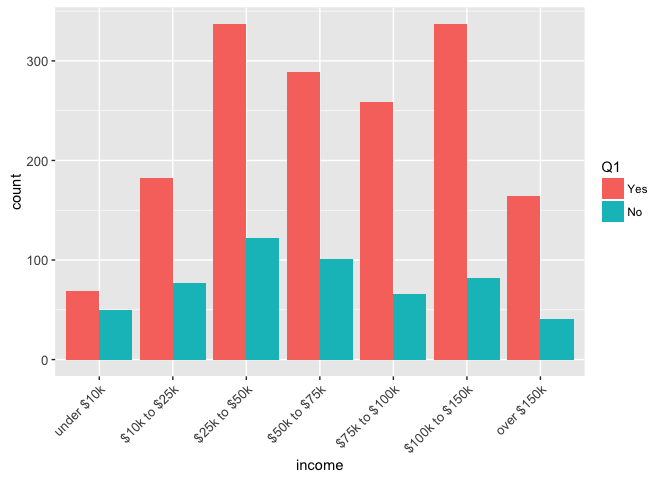 300
200
100
0
count
under $10k
$10k to $25k
$25k to $50k
$50k to $75k
$75k to $100k
$100k to $150k
over $150k
income
Q1
Yes
No